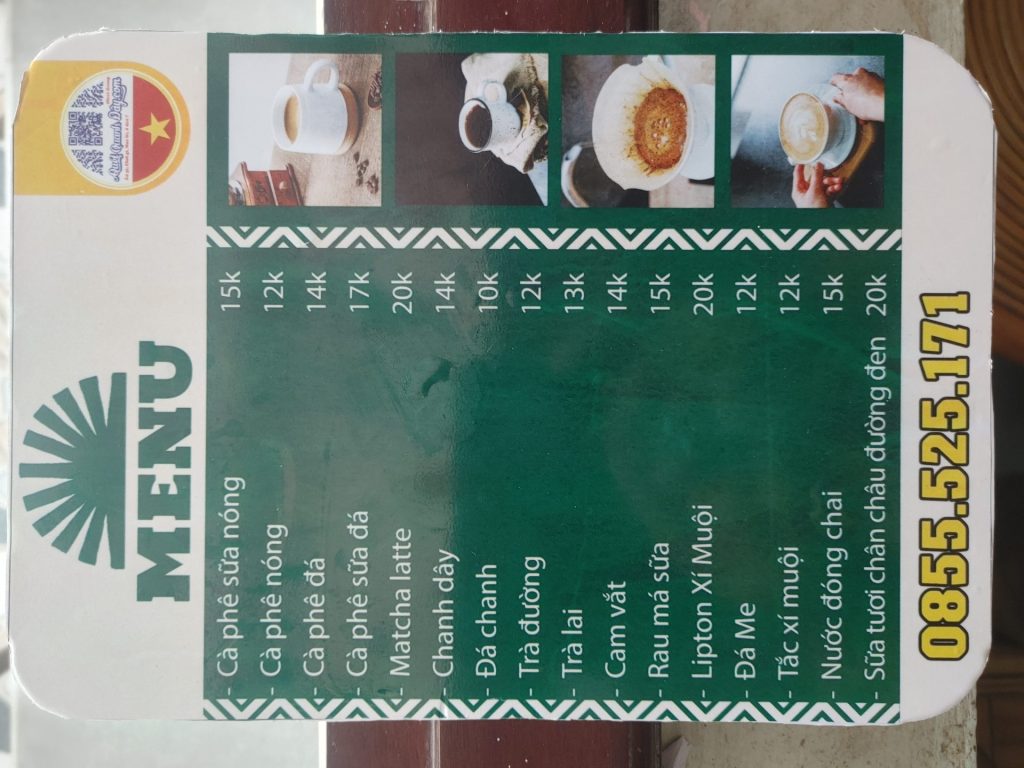 MENU
- Cà phê sữa nóng 15k
- Cà phê nóng 12k
- Cà phê đá 14k
- Cà phê sữa đá 17k
- Matcha latte 20k
- Chanh dây 14k
- Đá chanh 10k
- Trà đường 12k
- Trà lai 13k
- Cam vắt 14k
- Rau má sữa 15k
- Lipton Xí Muội 20k
- Đá Me 12k
- Tắc xí muội 12k
- Nước đóng chai 15k
- Sữa tươi chân châu đường đen 20k
0855.525.171